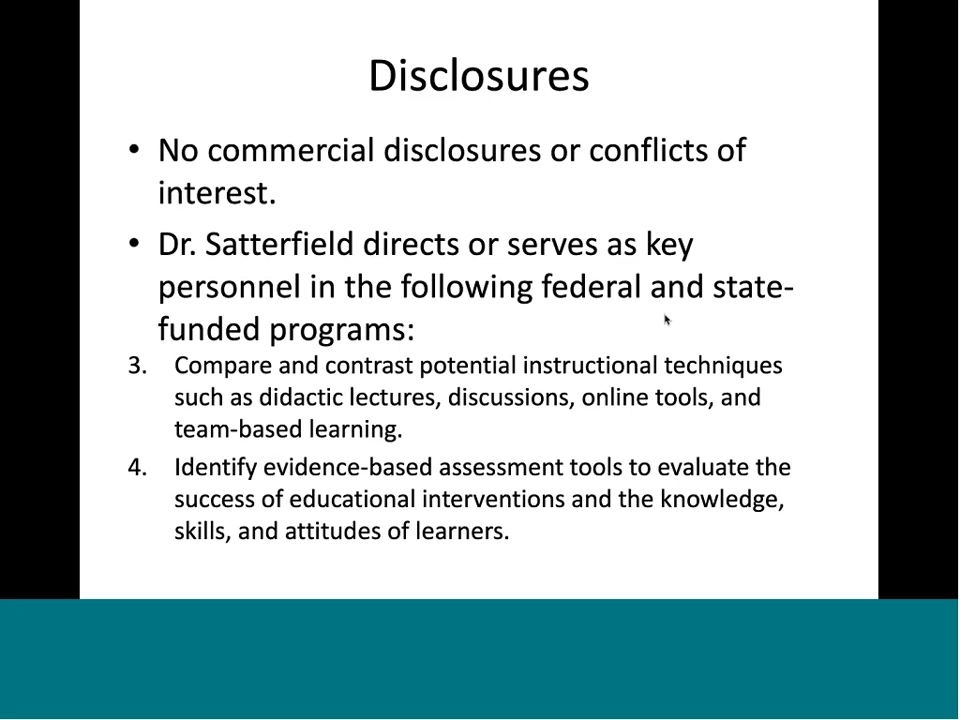 Disclosures
• No commercial disclosures or conflicts of
interest.
• Dr. Satterfield directs or serves as key
personnel in the following federal and state-
funded programs:
3. Compare and contrast potential instructional techniques
such as didactic lectures, discussions, online tools, and
team-based learning.
4. Identify evidence-based assessment tools to evaluate the
success of educational interventions and the knowledge,
skills, and attitudes of learners.